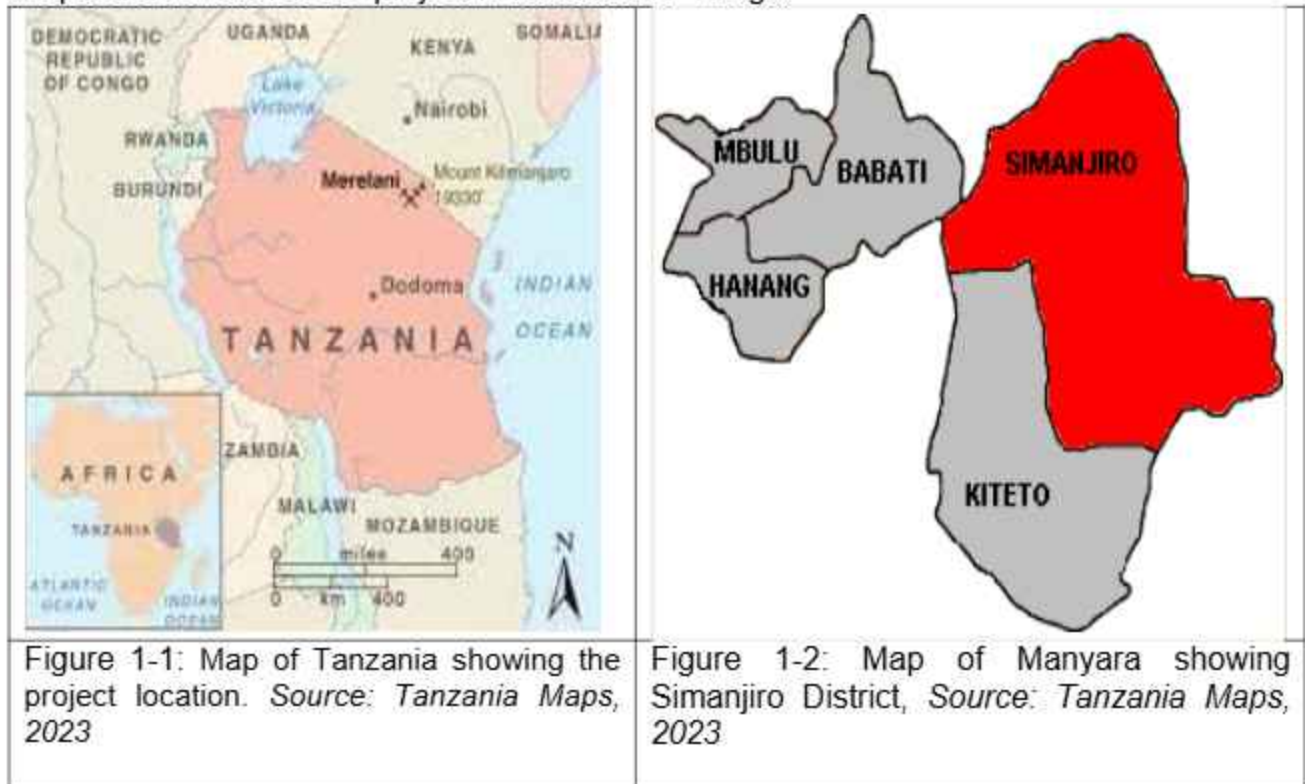 DEMOCRATIC
REPUBLIC
OF CONGO
UGANDA
KENYA
SOMALIA
Lake
Victoria
Nairobi
RWANDA
BURUNDI
Merelani
Mount Kilimanjaro
19330'
Dodoma
INDIAN
OCEAN
TANZANIA
ZAMBIA
MALAWI
MOZAMBIQUE
AFRICA
TANZANIA
ATLANTIC
OCEAN
INDIAN
OCEAN
0 miles 400
0 km 400
N
MBULU
BABATI
SIMANJIRO
HANANG
KITETO
Figure 1-1: Map of Tanzania showing the
project location. Source: Tanzania Maps,
2023
Figure 1-2: Map of Manyara showing
Simanjiro District, Source: Tanzania Maps,
2023